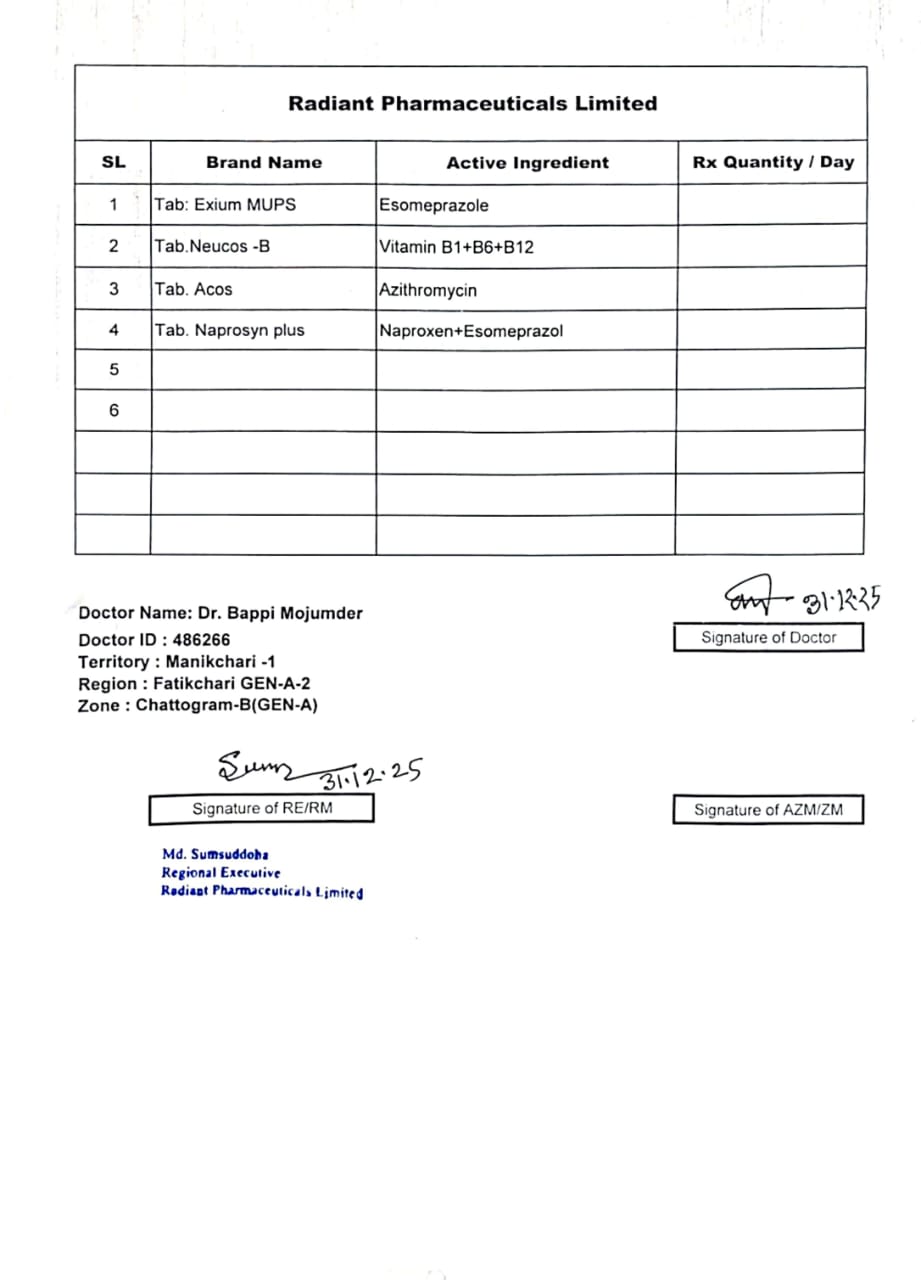 Radiant Pharmaceuticals Limited
SL Brand Name Active Ingredient Rx Quantity / Day
1 Tab: Exium MUPS Esomeprazole
2 Tab.Neucos -B Vitamin B1+B6+B12
3 Tab. Acos Azithromycin
4 Tab. Naprosyn plus Naproxen+Esomeprazol
5
6
31.12.25
Signature of Doctor
Doctor Name: Dr. Bappi Mojumder
Doctor ID : 486266
Territory : Manikchari -1
Region : Fatikchari GEN-A-2
Zone : Chattogram-B(GEN-A)
31.12.25
Signature of RE/RM
Signature of AZM/ZM
Md. Sumsuddoha
Regional Executive
Radiant Pharmaceuticals Limited